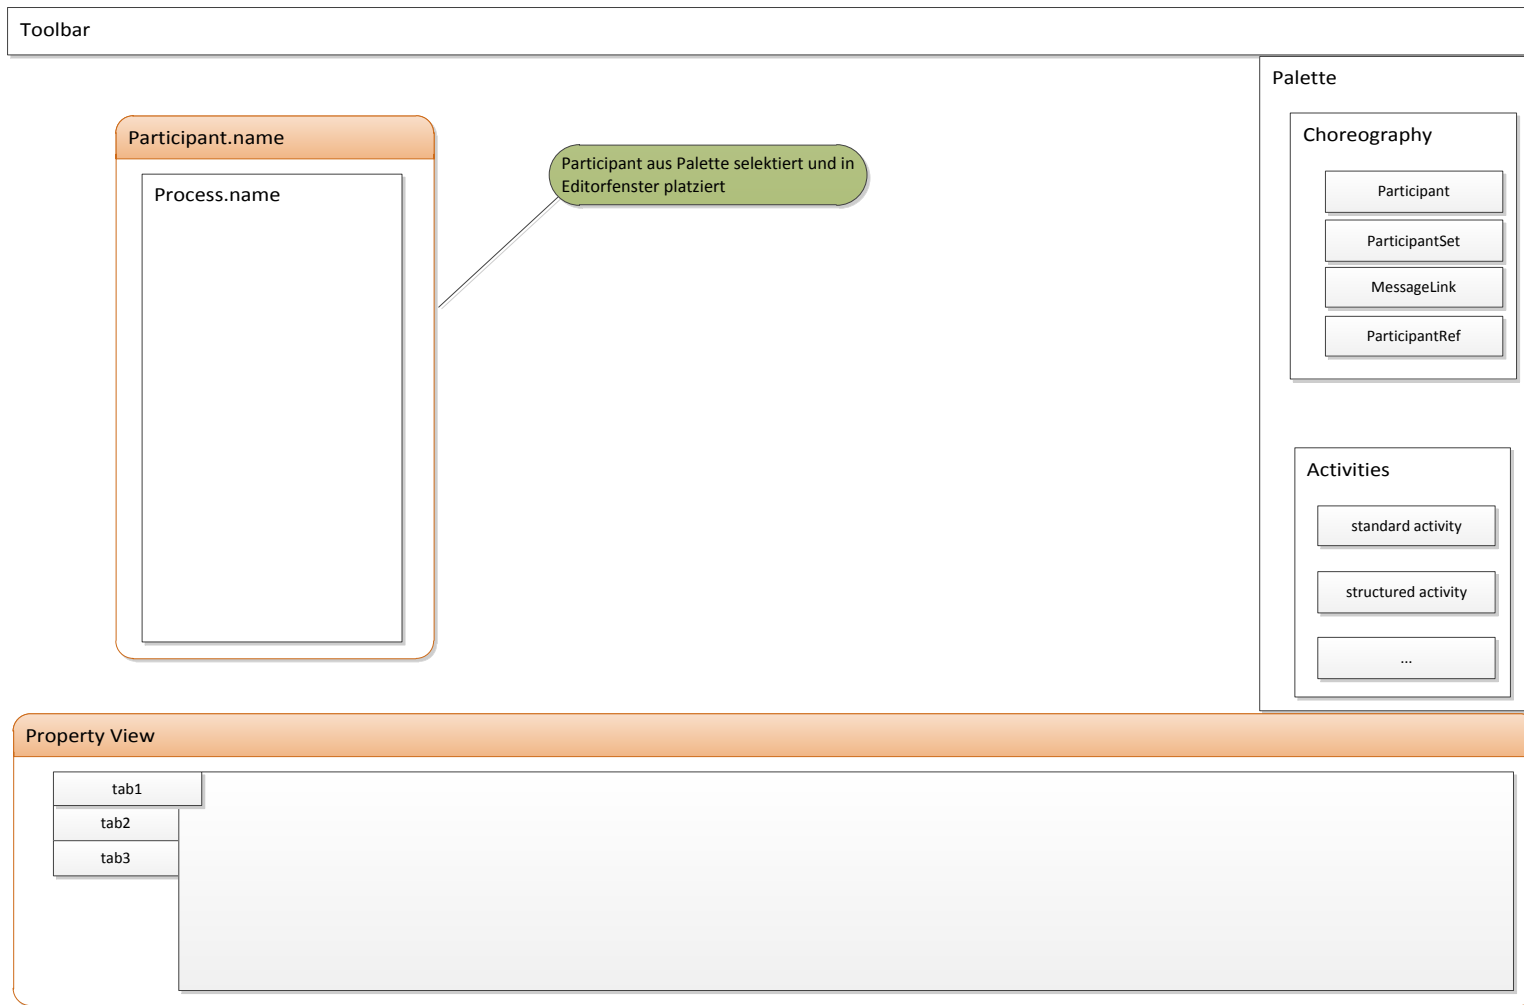 Toolbar
Palette
Participant.name
Process.name
Participant aus Palette selektiert und in
Editorfenster platziert
Choreography
Participant
ParticipantSet
MessageLink
ParticipantRef
Activities
standard activity
structured activity
...
Property View
tab1
tab2
tab3